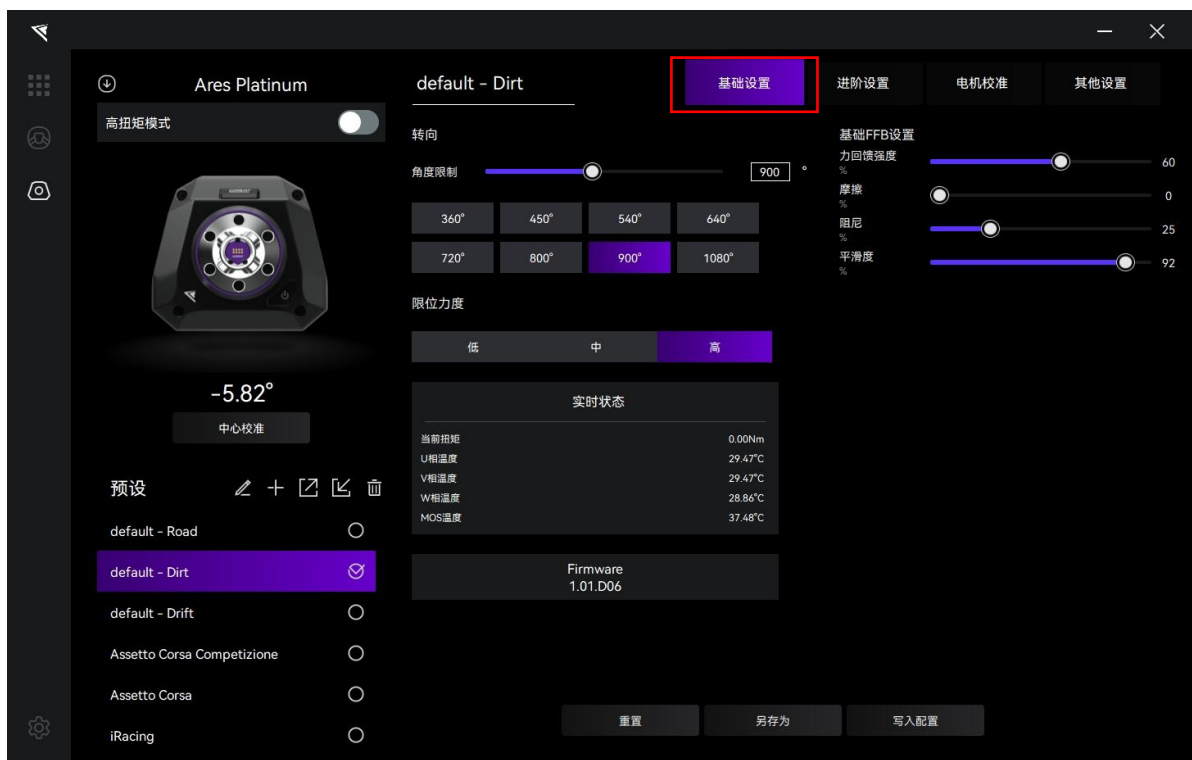 Ares Platinum
高扭矩模式
-5.82°
中心校准
预设
default - Road
default - Dirt
default - Drift
Assetto Corsa Competizione
Assetto Corsa
iRacing
default - Dirt
基础设置
进阶设置
电机校准
其他设置
转向
角度限制 900 °
360° 450° 540° 640°
720° 800° 900° 1080°
限位力度
低 中 高
实时状态
当前扭矩 0.00Nm
U相温度 29.47℃
V相温度 29.47℃
W相温度 28.86℃
MOS温度 37.48℃
Firmware
1.01.D06
基础FFB设置
力回馈强度 60
%
摩擦 0
%
阻尼 25
%
平滑度 92
%
重置 另存为 写入配置